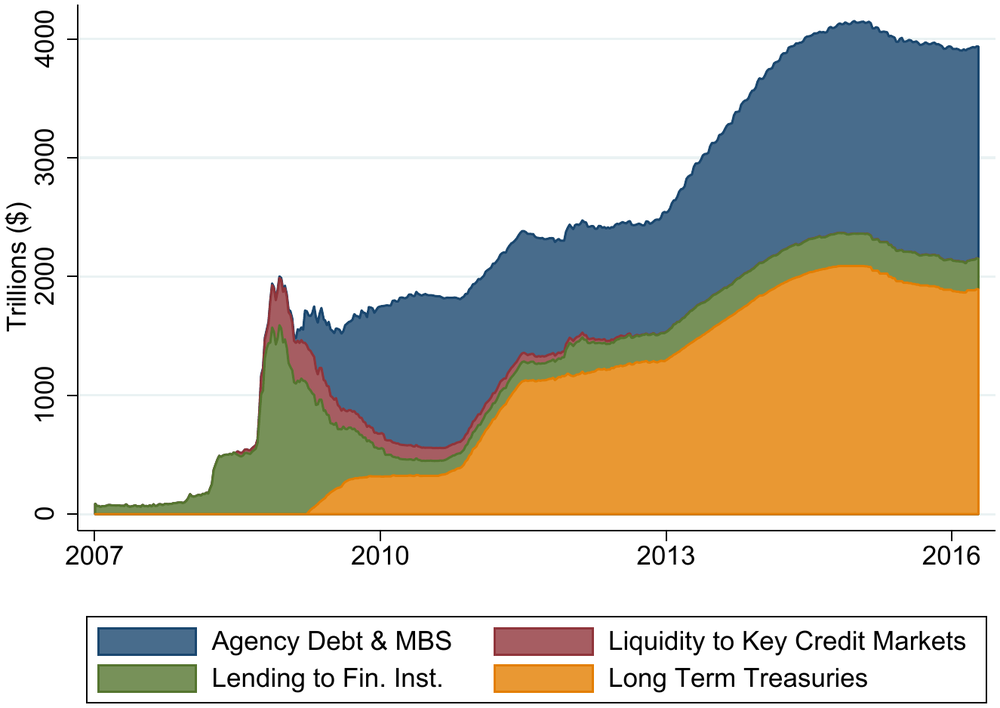 Trillions ($)
4000
3000
2000
1000
0
2007 2010 2013 2016
Agency Debt & MBS Liquidity to Key Credit Markets
Lending to Fin. Inst. Long Term Treasuries